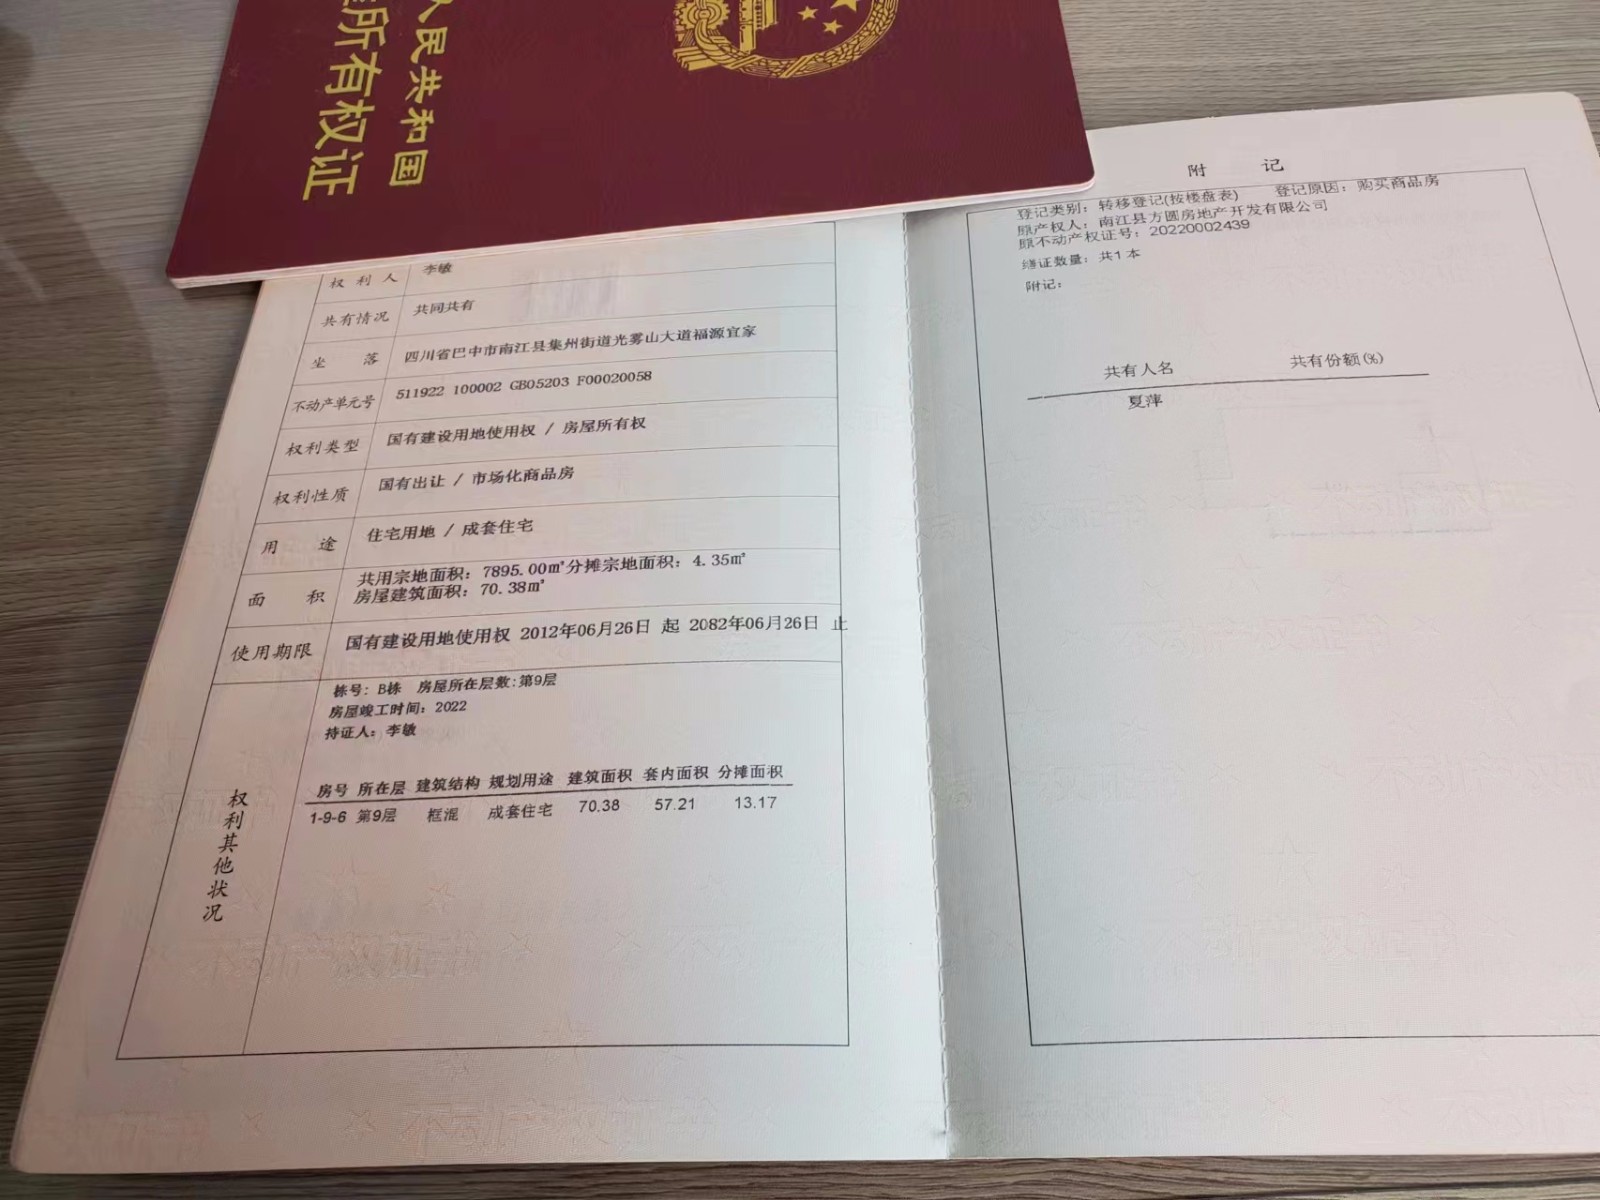 人民共和国
所有权证
权利人 李敏
共有情况 共同共有
坐落 四川省巴中市南江县集州街道光雾山大道福源宜家
不动产单元号 511922 100002 GB05203 F00020058
权利类型 国有建设用地使用权 / 房屋所有权
权利性质 国有出让 / 市场化商品房
用途 住宅用地 / 成套住宅
面积 共用宗地面积：7895.00㎡分摊宗地面积：4.35㎡
房屋建筑面积：70.38㎡
使用期限 国有建设用地使用权 2012年06月26日 起 2082年06月26日 止
权利其他状况
栋号：B栋 房屋所在层数:第9层
房屋竣工时间：2022
持证人：李敏
房号 所在层 建筑结构 规划用途 建筑面积 套内面积 分摊面积
1-9-6 第9层 框混 成套住宅 70.38 57.21 13.17
附 记
登记类别：转移登记(按楼盘表) 登记原因：购买商品房
原产权人：南江县方圆房地产开发有限公司
原不动产权证号：20220002439
缮证数量：共1本
附记：
共有人名 共有份额(%)
夏萍